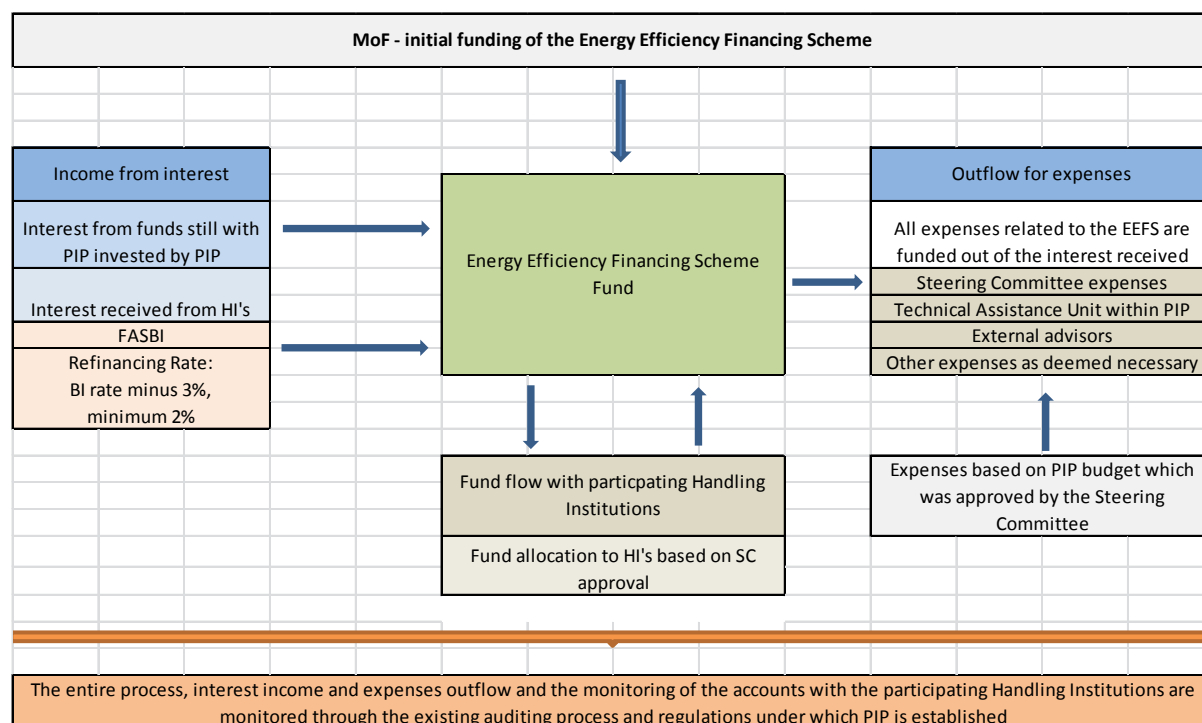 MoF - initial funding of the Energy Efficiency Financing Scheme
Income from interest
Interest from funds still with
PIP invested by PIP
Interest received from HI's
FASBI
Refinancing Rate:
BI rate minus 3%,
minimum 2%
Energy Efficiency Financing Scheme
Fund
Outflow for expenses
All expenses related to the EEFS are
funded out of the interest received
Steering Committee expenses
Technical Assistance Unit within PIP
External advisors
Other expenses as deemed necessary
Fund flow with particpating Handling
Institutions
Fund allocation to HI's based on SC
approval
Expenses based on PIP budget which
was approved by the Steering
Committee
The entire process, interest income and expenses outflow and the monitoring of the accounts with the participating Handling Institutions are
monitored through the existing auditing process and regulations under which PIP is established